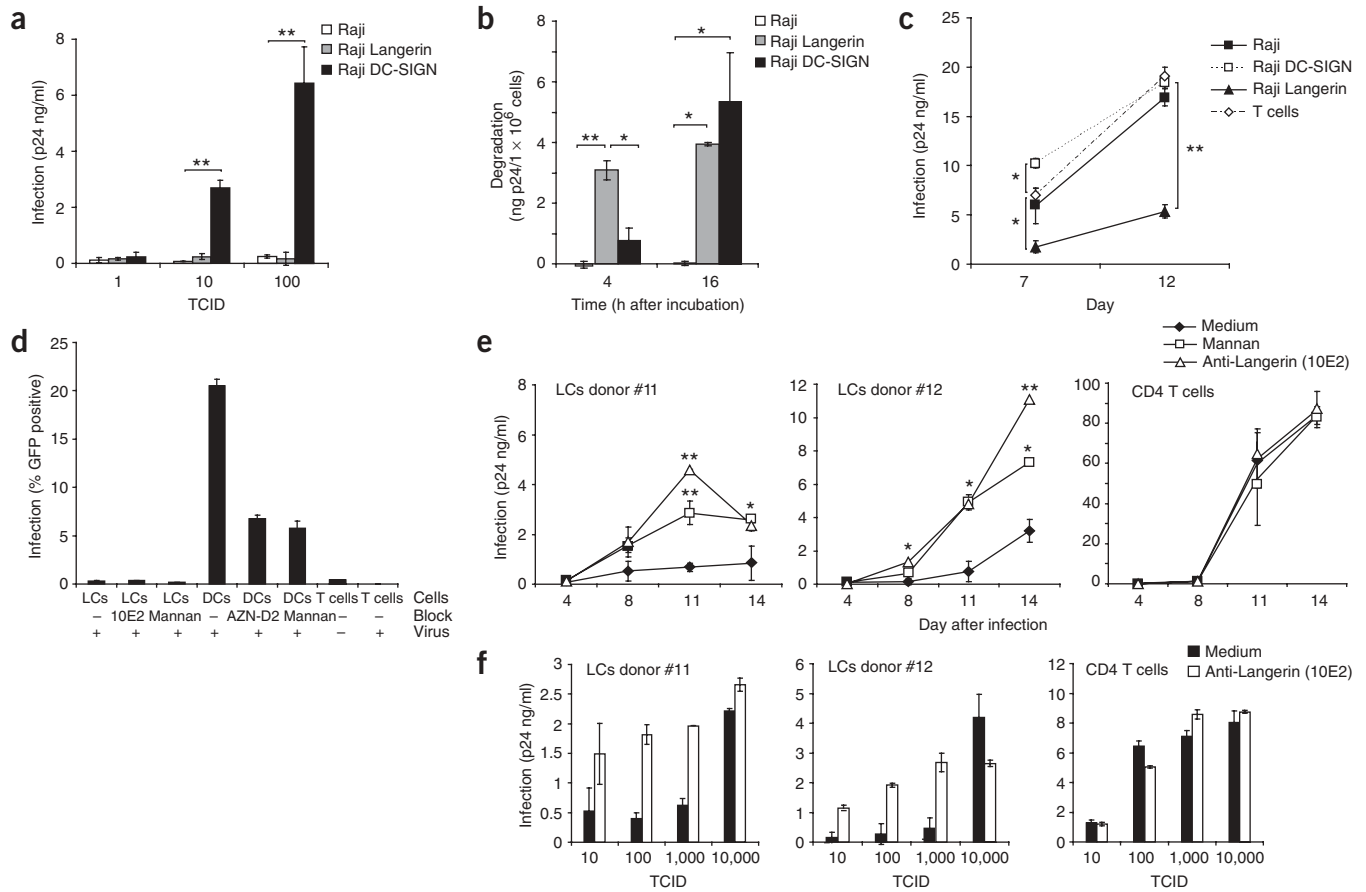 a
Raji
Raji Langerin
Raji DC-SIGN
Infection (p24 ng/ml)
8
6
4
2
0
**
**
1
10
100
TCID
b
Raji
Raji Langerin
Raji DC-SIGN
Degradation
(ng p24/1 × 10⁶ cells)
8
6
4
2
0
**
*
*
*
4
16
Time (h after incubation)
c
Raji
Raji DC-SIGN
Raji Langerin
T cells
Infection (p24 ng/ml)
25
20
15
10
5
0
*
*
**
7
12
Day
d
Infection (% GFP positive)
25
20
15
10
5
0
LCs LCs LCs DCs DCs DCs T cells T cells Cells
– 10E2 Mannan – AZN-D2 Mannan – Block
+ + + + + + – + Virus
e
Medium
Mannan
Anti-Langerin (10E2)
Infection (p24 ng/ml)
LCs donor #11
8
6
4
2
0
**
**
*
4 8 11 14
LCs donor #12
12
10
8
6
4
2
0
*
*
**
*
4 8 11 14
CD4 T cells
100
80
60
40
20
0
4 8 11 14
Day after infection
f
Medium
Anti-Langerin (10E2)
Infection (p24 ng/ml)
LCs donor #11
3
2.5
2
1.5
1
0.5
0
10 100 1,000 10,000
TCID
LCs donor #12
6
5
4
3
2
1
0
10 100 1,000 10,000
TCID
CD4 T cells
12
10
8
6
4
2
0
10 100 1,000 10,000
TCID